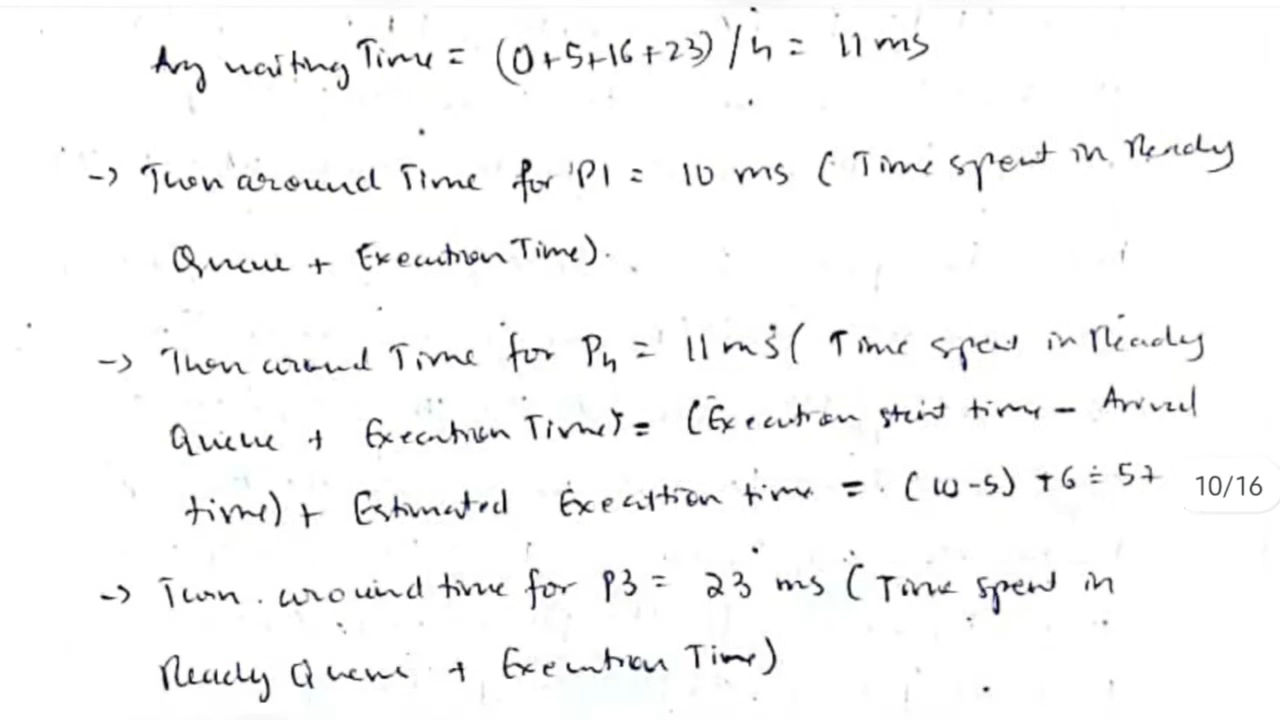 Avg waiting Time = (0+5+16+23)/4 = 11 ms
-> Turn around Time for P1 = 10 ms (Time spent in Ready
Queue + Execution Time).
-> Turn around Time for P4 = 11 ms (Time spent in Ready
Queue + Execution Time) = (Execution start time - Arrival
time) + Estimated Execution time = (10-5) +6 = 5+
10/16
-> Turn around time for P3 = 23 ms (Time spent in
Ready Queue + Execution Time)